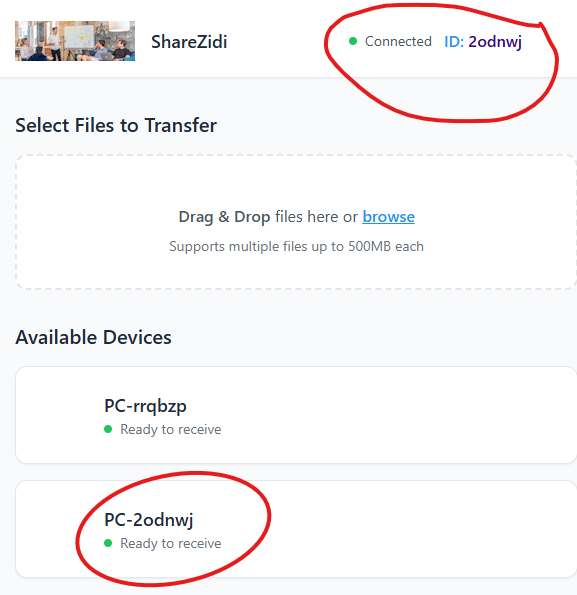 ShareZidi
Connected ID: 2odnwj
Select Files to Transfer
Drag & Drop files here or browse
Supports multiple files up to 500MB each
Available Devices
PC-rrqbzp
Ready to receive
PC-2odnwj
Ready to receive